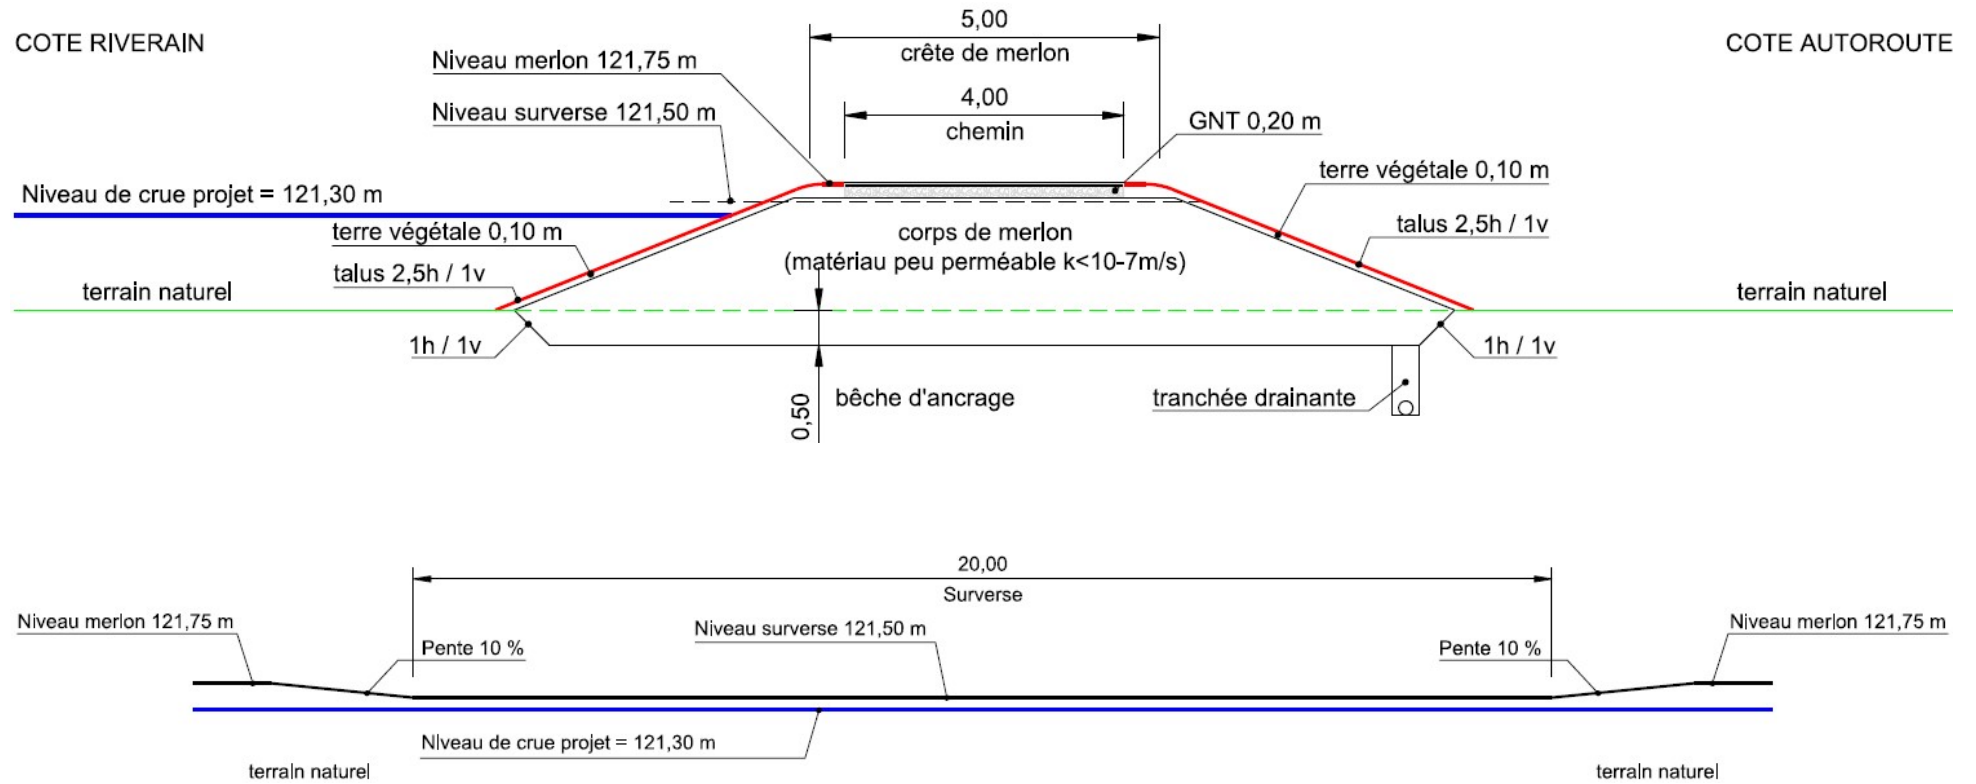 5,00
COTE RIVERAIN
COTE AUTOROUTE
crête de merlon
Niveau merlon 121,75 m
4,00
Niveau surverse 121,50 m
chemin
GNT 0,20 m
terre végétale 0,10 m
Niveau de crue projet = 121,30 m
terre végétale 0,10 m
corps de merlon
talus 2,5h / 1v
(matériau peu perméable k<10-7m/s)
talus 2,5h / 1v
terrain naturel
terrain naturel
1h / 1v
1h / 1v
0,50
bêche d'ancrage
tranchée drainante
20,00
Surverse
Niveau merlon 121,75 m
Niveau surverse 121,50 m
Niveau merlon 121,75 m
Pente 10 %
Pente 10 %
Niveau de crue projet = 121,30 m
terrain naturel
terrain naturel